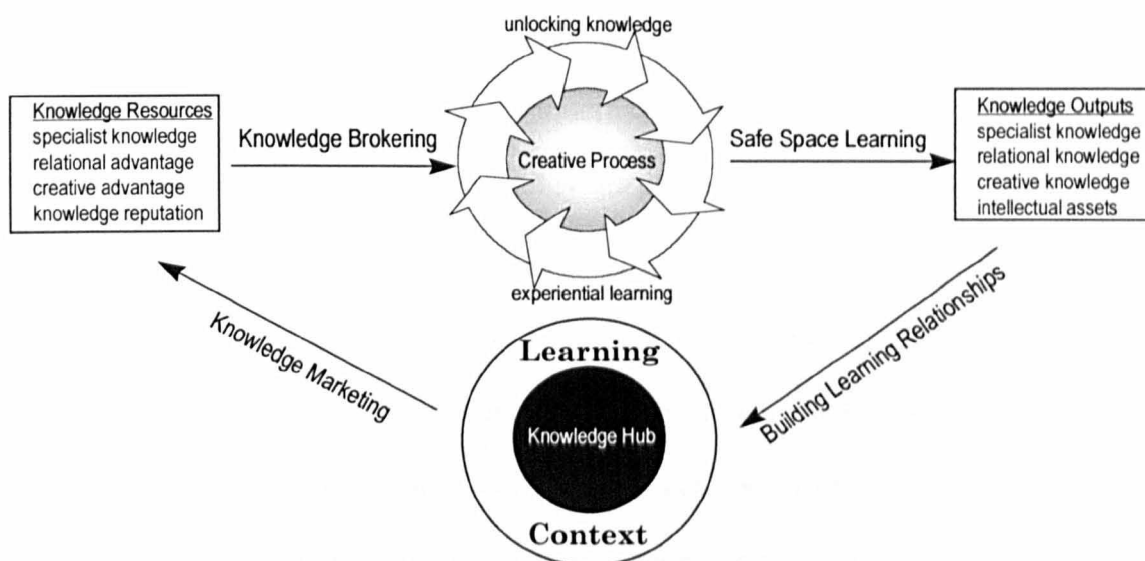 unlocking knowledge
Knowledge Resources
specialist knowledge
relational advantage
creative advantage
knowledge reputation
Knowledge Brokering
Creative Process
Safe Space Learning
Knowledge Outputs
specialist knowledge
relational knowledge
creative knowledge
intellectual assets
experiential learning
Knowledge Marketing
Learning
Knowledge Hub
Context
Building Learning Relationships